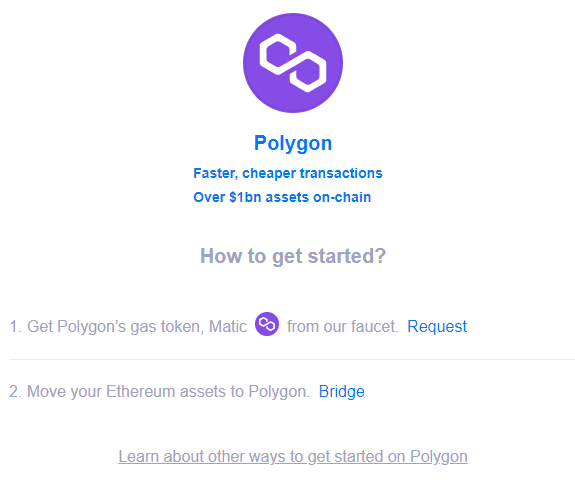 Polygon
Faster, cheaper transactions
Over $1bn assets on-chain
How to get started?
1. Get Polygon’s gas token, Matic from our faucet. Request
2. Move your Ethereum assets to Polygon. Bridge
Learn about other ways to get started on Polygon